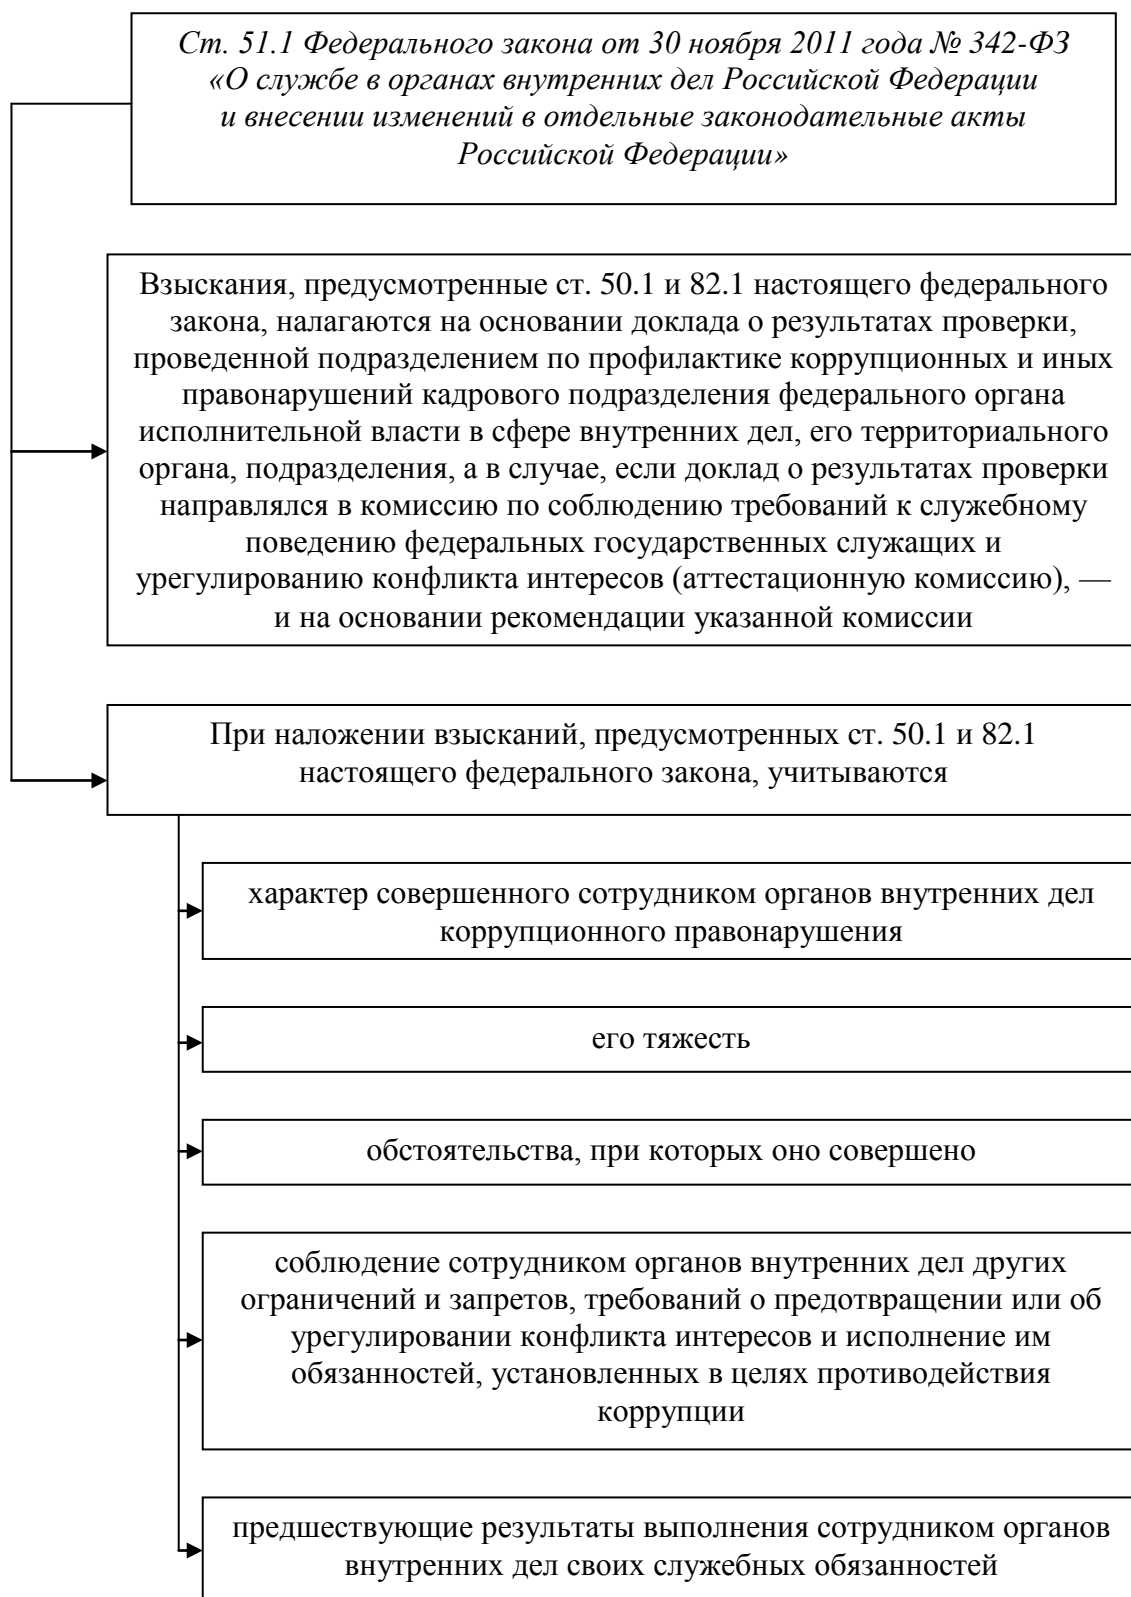 Ст. 51.1 Федерального закона от 30 ноября 2011 года № 342-ФЗ
«О службе в органах внутренних дел Российской Федерации
и внесении изменений в отдельные законодательные акты
Российской Федерации»
Взыскания, предусмотренные ст. 50.1 и 82.1 настоящего федерального
закона, налагаются на основании доклада о результатах проверки,
проведенной подразделением по профилактике коррупционных и иных
правонарушений кадрового подразделения федерального органа
исполнительной власти в сфере внутренних дел, его территориального
органа, подразделения, а в случае, если доклад о результатах проверки
направлялся в комиссию по соблюдению требований к служебному
поведению федеральных государственных служащих и
урегулированию конфликта интересов (аттестационную комиссию), —
и на основании рекомендации указанной комиссии
При наложении взысканий, предусмотренных ст. 50.1 и 82.1
настоящего федерального закона, учитываются
характер совершенного сотрудником органов внутренних дел
коррупционного правонарушения
его тяжесть
обстоятельства, при которых оно совершено
соблюдение сотрудником органов внутренних дел других
ограничений и запретов, требований о предотвращении или об
урегулировании конфликта интересов и исполнение им
обязанностей, установленных в целях противодействия
коррупции
предшествующие результаты выполнения сотрудником органов
внутренних дел своих служебных обязанностей